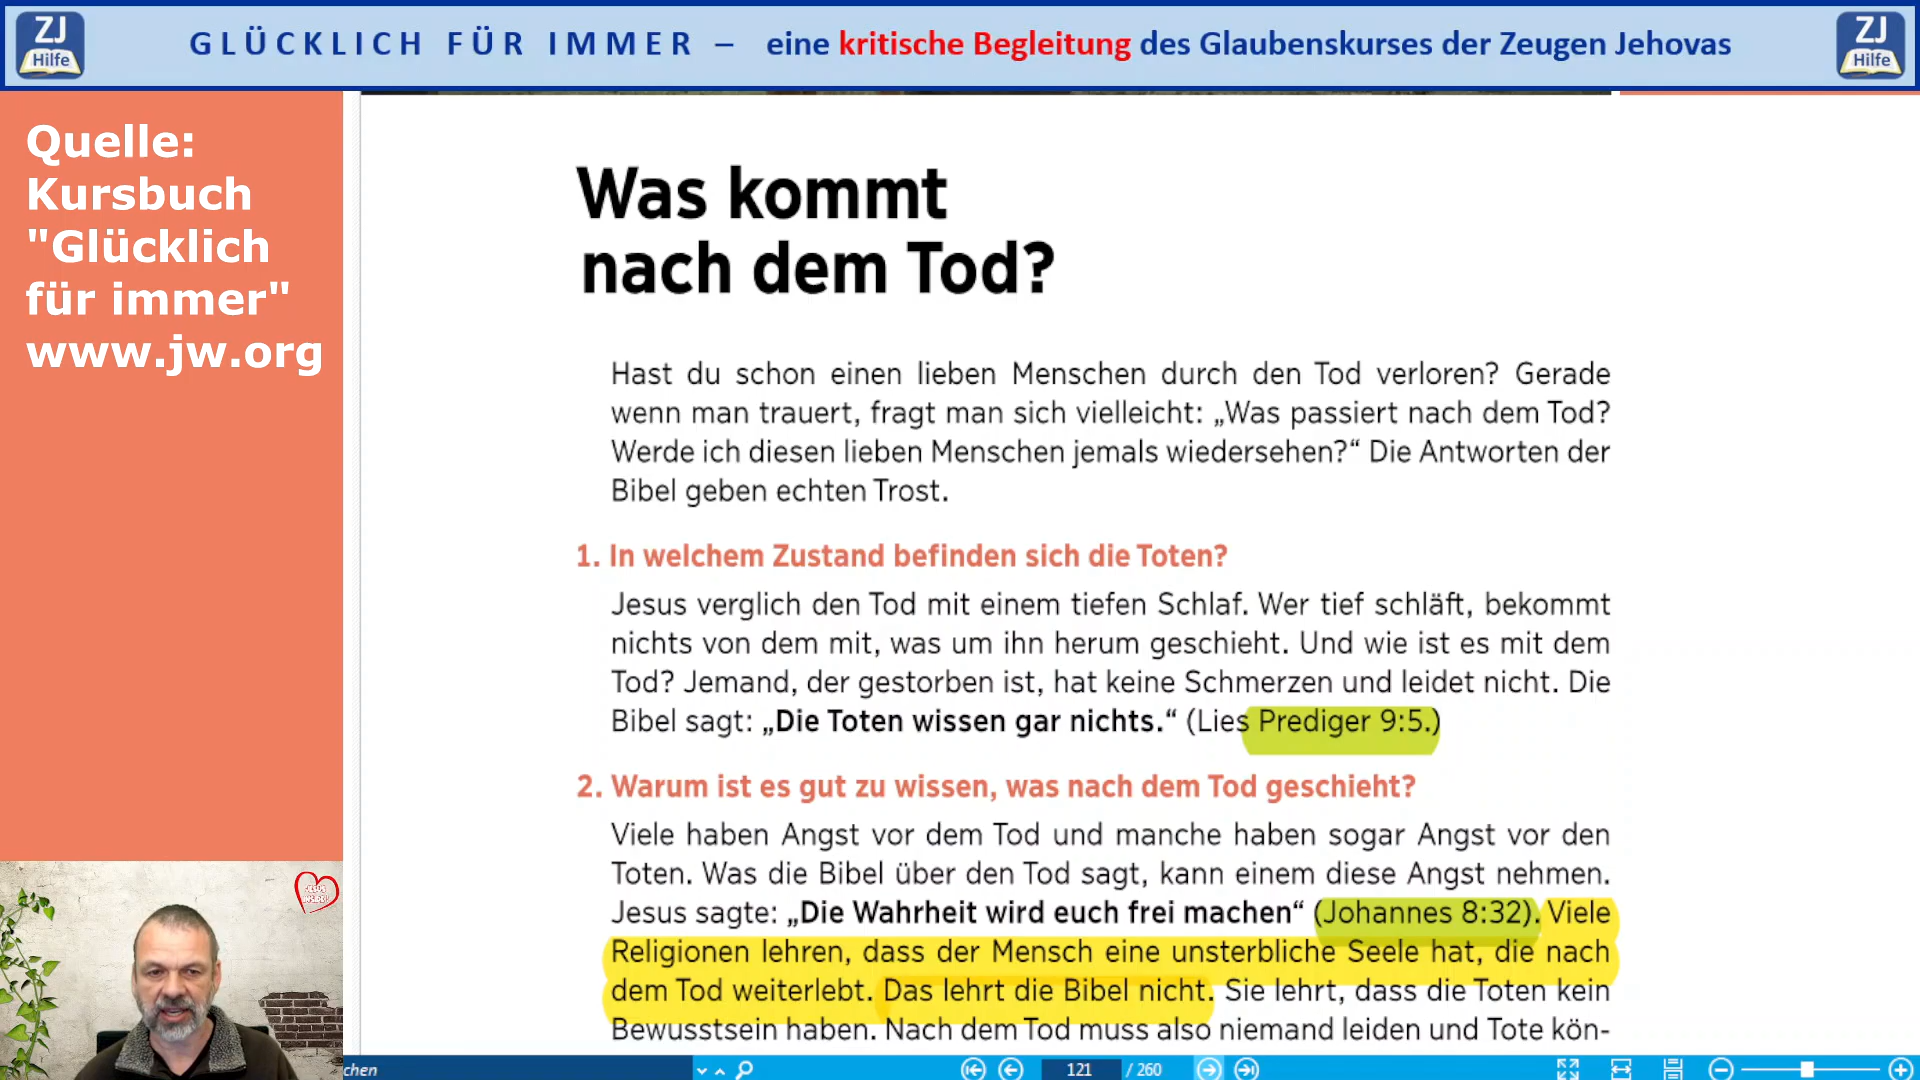 ZJ
Hilfe
GLÜCKLICH FÜR IMMER – eine kritische Begleitung des Glaubenskurses der Zeugen Jehovas
ZJ
Hilfe
Quelle:
Kursbuch
"Glücklich
für immer"
www.jw.org
Was kommt
nach dem Tod?
Hast du schon einen lieben Menschen durch den Tod verloren? Gerade
wenn man trauert, fragt man sich vielleicht: „Was passiert nach dem Tod?
Werde ich diesen lieben Menschen jemals wiedersehen?“ Die Antworten der
Bibel geben echten Trost.
1. In welchem Zustand befinden sich die Toten?
Jesus verglich den Tod mit einem tiefen Schlaf. Wer tief schläft, bekommt
nichts von dem mit, was um ihn herum geschieht. Und wie ist es mit dem
Tod? Jemand, der gestorben ist, hat keine Schmerzen und leidet nicht. Die
Bibel sagt: „Die Toten wissen gar nichts.“ (Lies Prediger 9:5.)
2. Warum ist es gut zu wissen, was nach dem Tod geschieht?
Viele haben Angst vor dem Tod und manche haben sogar Angst vor den
Toten. Was die Bibel über den Tod sagt, kann einem diese Angst nehmen.
Jesus sagte: „Die Wahrheit wird euch frei machen“ (Johannes 8:32). Viele
Religionen lehren, dass der Mensch eine unsterbliche Seele hat, die nach
dem Tod weiterlebt. Das lehrt die Bibel nicht. Sie lehrt, dass die Toten kein
Bewusstsein haben. Nach dem Tod muss also niemand leiden und Tote kön-
chen
121 / 260